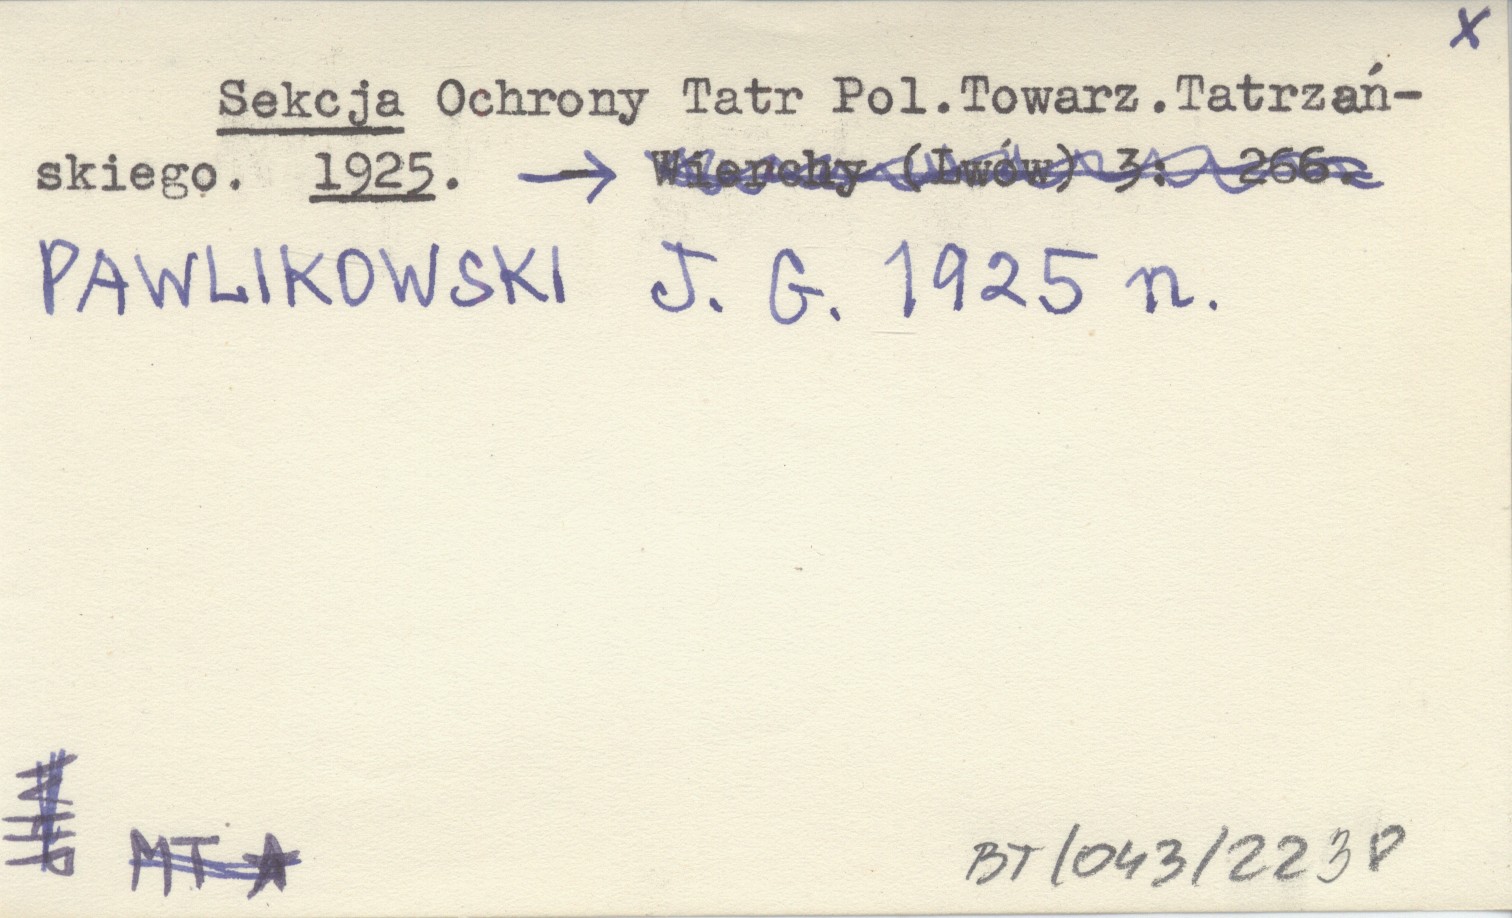 x
Sekcja Ochrony Tatr Pol.Towarz.Tatrzań-
skiego. 1925. → Wierchy (Lwów) 3: 266.
PAWLIKOWSKI J. G. 1925 n.
MT
BT/043/223P